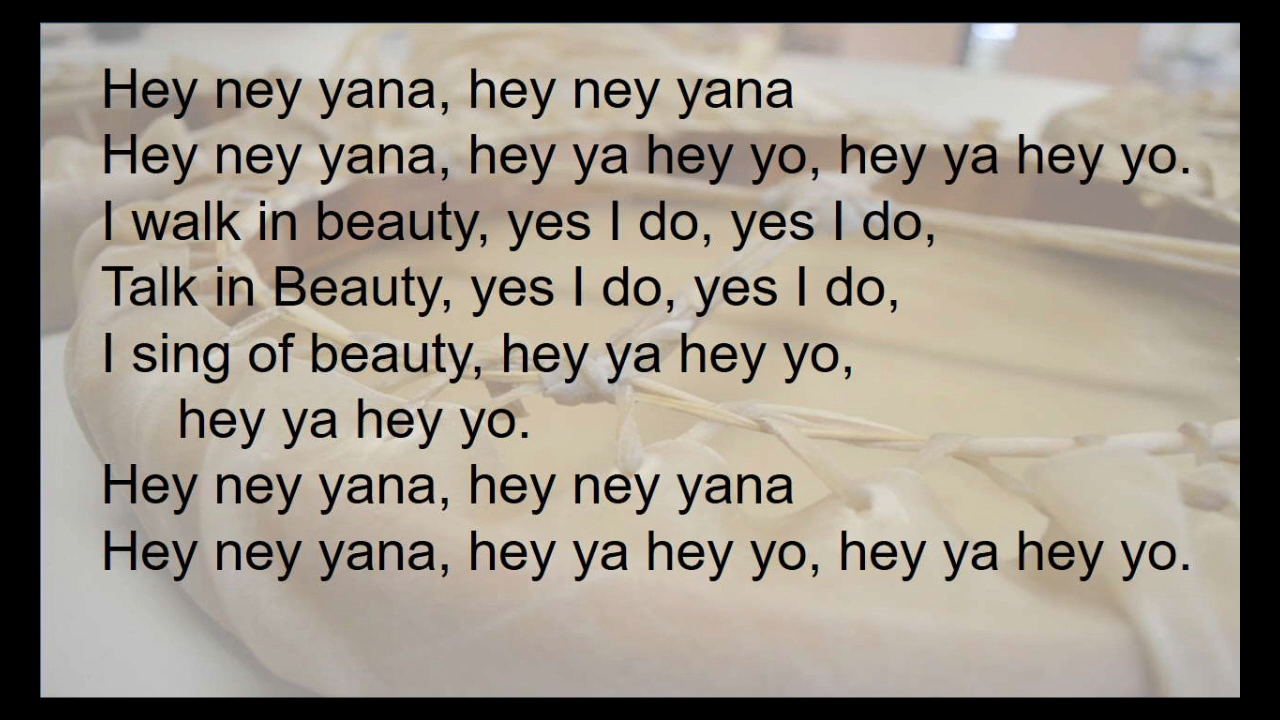 Hey ney yana, hey ney yana
Hey ney yana, hey ya hey yo, hey ya hey yo.
I walk in beauty, yes I do, yes I do,
Talk in Beauty, yes I do, yes I do,
I sing of beauty, hey ya hey yo,
hey ya hey yo.
Hey ney yana, hey ney yana
Hey ney yana, hey ya hey yo, hey ya hey yo.